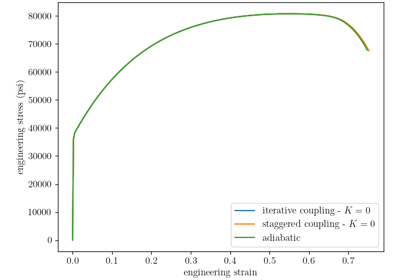 80000
70000
60000
50000
40000
30000
20000
10000
0
engineering stress (psi)
iterative coupling - K = 0
staggered coupling - K = 0
adiabatic
0.0 0.1 0.2 0.3 0.4 0.5 0.6 0.7
engineering strain